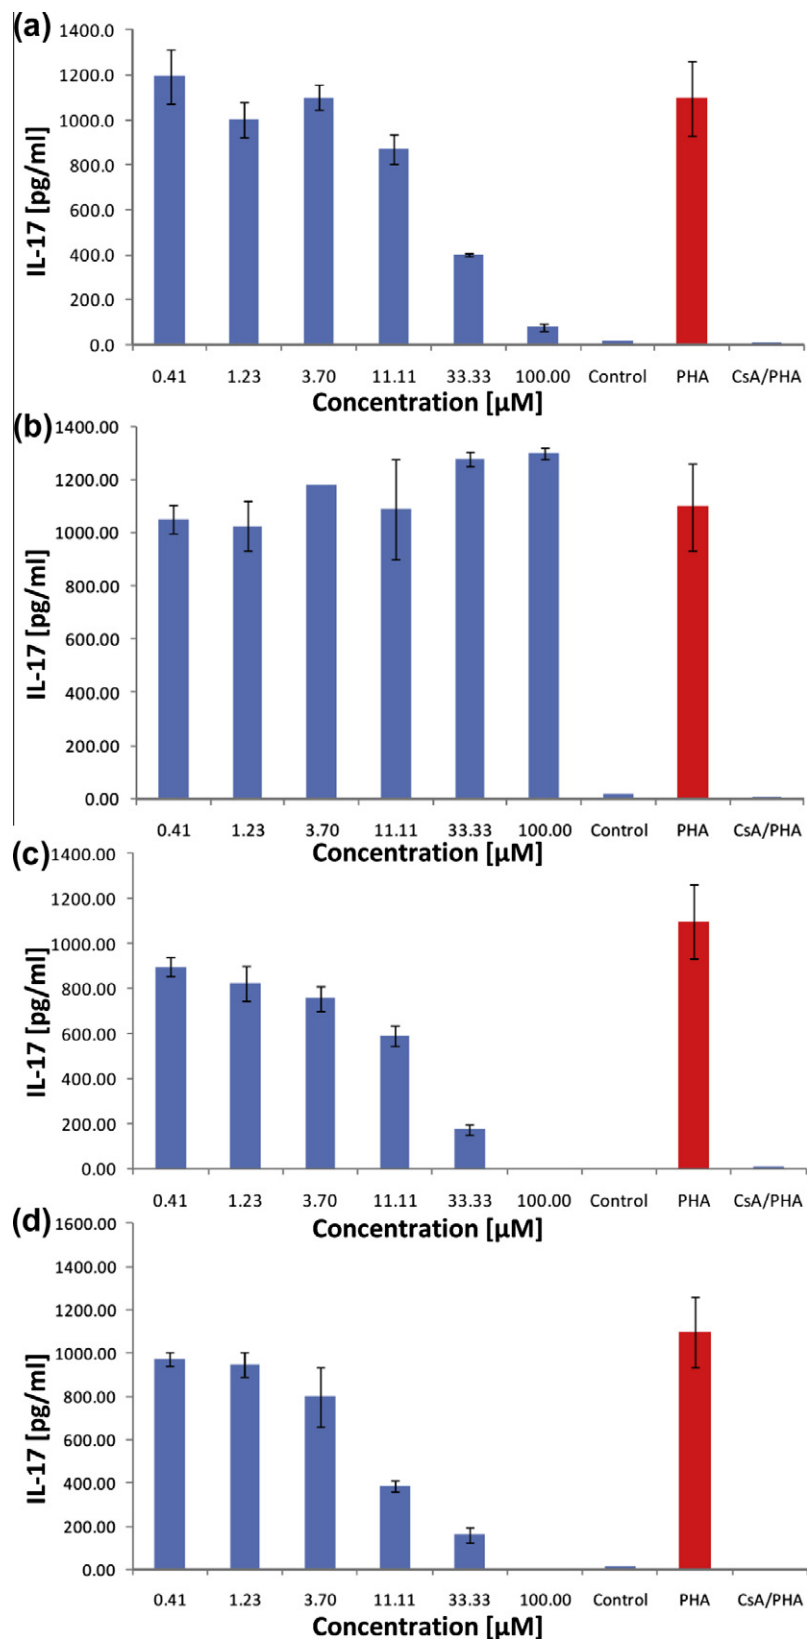 (a)
1400.0
1200.0
1000.0
800.0
600.0
400.0
200.0
0.0
IL-17 [pg/ml]
0.41 1.23 3.70 11.11 33.33 100.00 Control PHA CsA/PHA
Concentration [µM]
(b)
1400.00
1200.00
1000.00
800.00
600.00
400.00
200.00
0.00
IL-17 [pg/ml]
0.41 1.23 3.70 11.11 33.33 100.00 Control PHA CsA/PHA
Concentration [µM]
(c)
1400.00
1200.00
1000.00
800.00
600.00
400.00
200.00
0.00
IL-17 [pg/ml]
0.41 1.23 3.70 11.11 33.33 100.00 Control PHA CsA/PHA
Concentration [µM]
(d)
1600.00
1400.00
1200.00
1000.00
800.00
600.00
400.00
200.00
0.00
IL-17 [pg/ml]
0.41 1.23 3.70 11.11 33.33 100.00 Control PHA CsA/PHA
Concentration [µM]